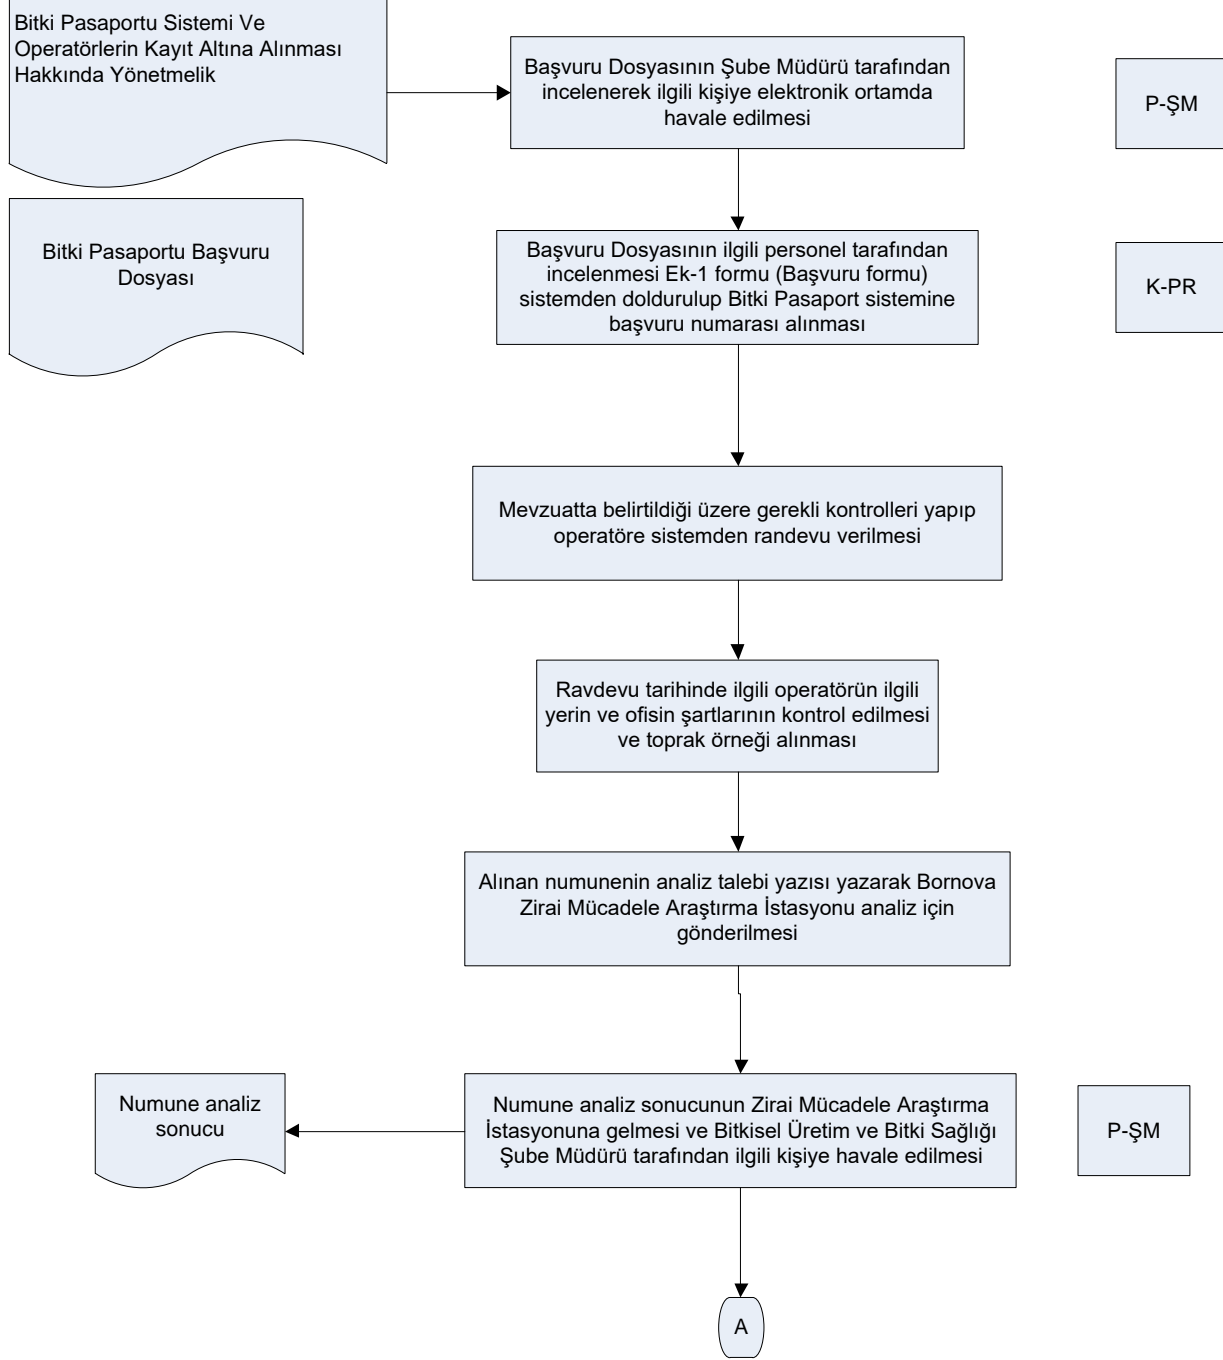 Bitki Pasaportu Sistemi Ve
Operatörlerin Kayıt Altına Alınması
Hakkında Yönetmelik
Başvuru Dosyasının Şube Müdürü tarafından
incelenerek ilgili kişiye elektronik ortamda
havale edilmesi
P-ŞM
Bitki Pasaportu Başvuru
Dosyası
Başvuru Dosyasının ilgili personel tarafından
incelenmesi Ek-1 formu (Başvuru formu)
sistemden doldurulup Bitki Pasaport sistemine
başvuru numarası alınması
K-PR
Mevzuatta belirtildiği üzere gerekli kontrolleri yapıp
operatöre sistemden randevu verilmesi
Ravdevu tarihinde ilgili operatörün ilgili
yerin ve ofisin şartlarının kontrol edilmesi
ve toprak örneği alınması
Alınan numunenin analiz talebi yazısı yazarak Bornova
Zirai Mücadele Araştırma İstasyonu analiz için
gönderilmesi
Numune analiz
sonucu
Numune analiz sonucunun Zirai Mücadele Araştırma
İstasyonuna gelmesi ve Bitkisel Üretim ve Bitki Sağlığı
Şube Müdürü tarafından ilgili kişiye havale edilmesi
P-ŞM
A